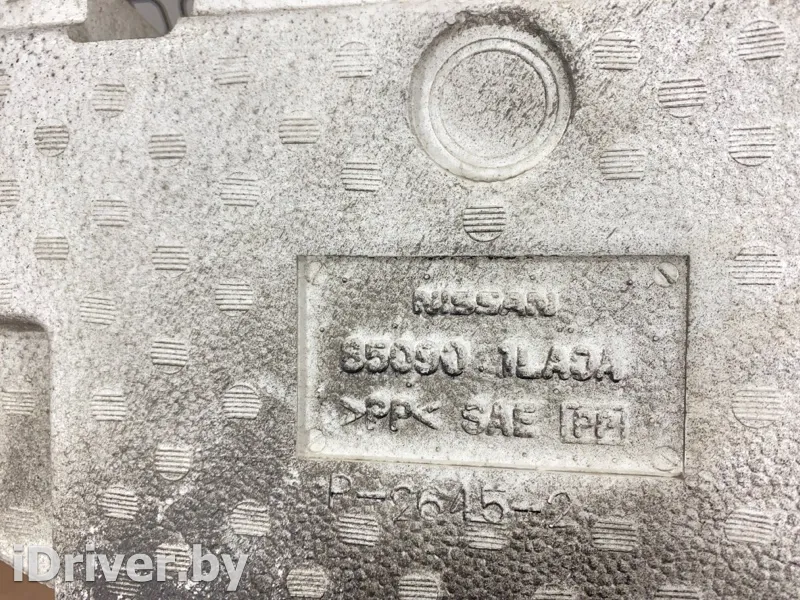 NISSAN
85090 1LA0A
>PP< SAE PP
P-2645-2
iDriver.by